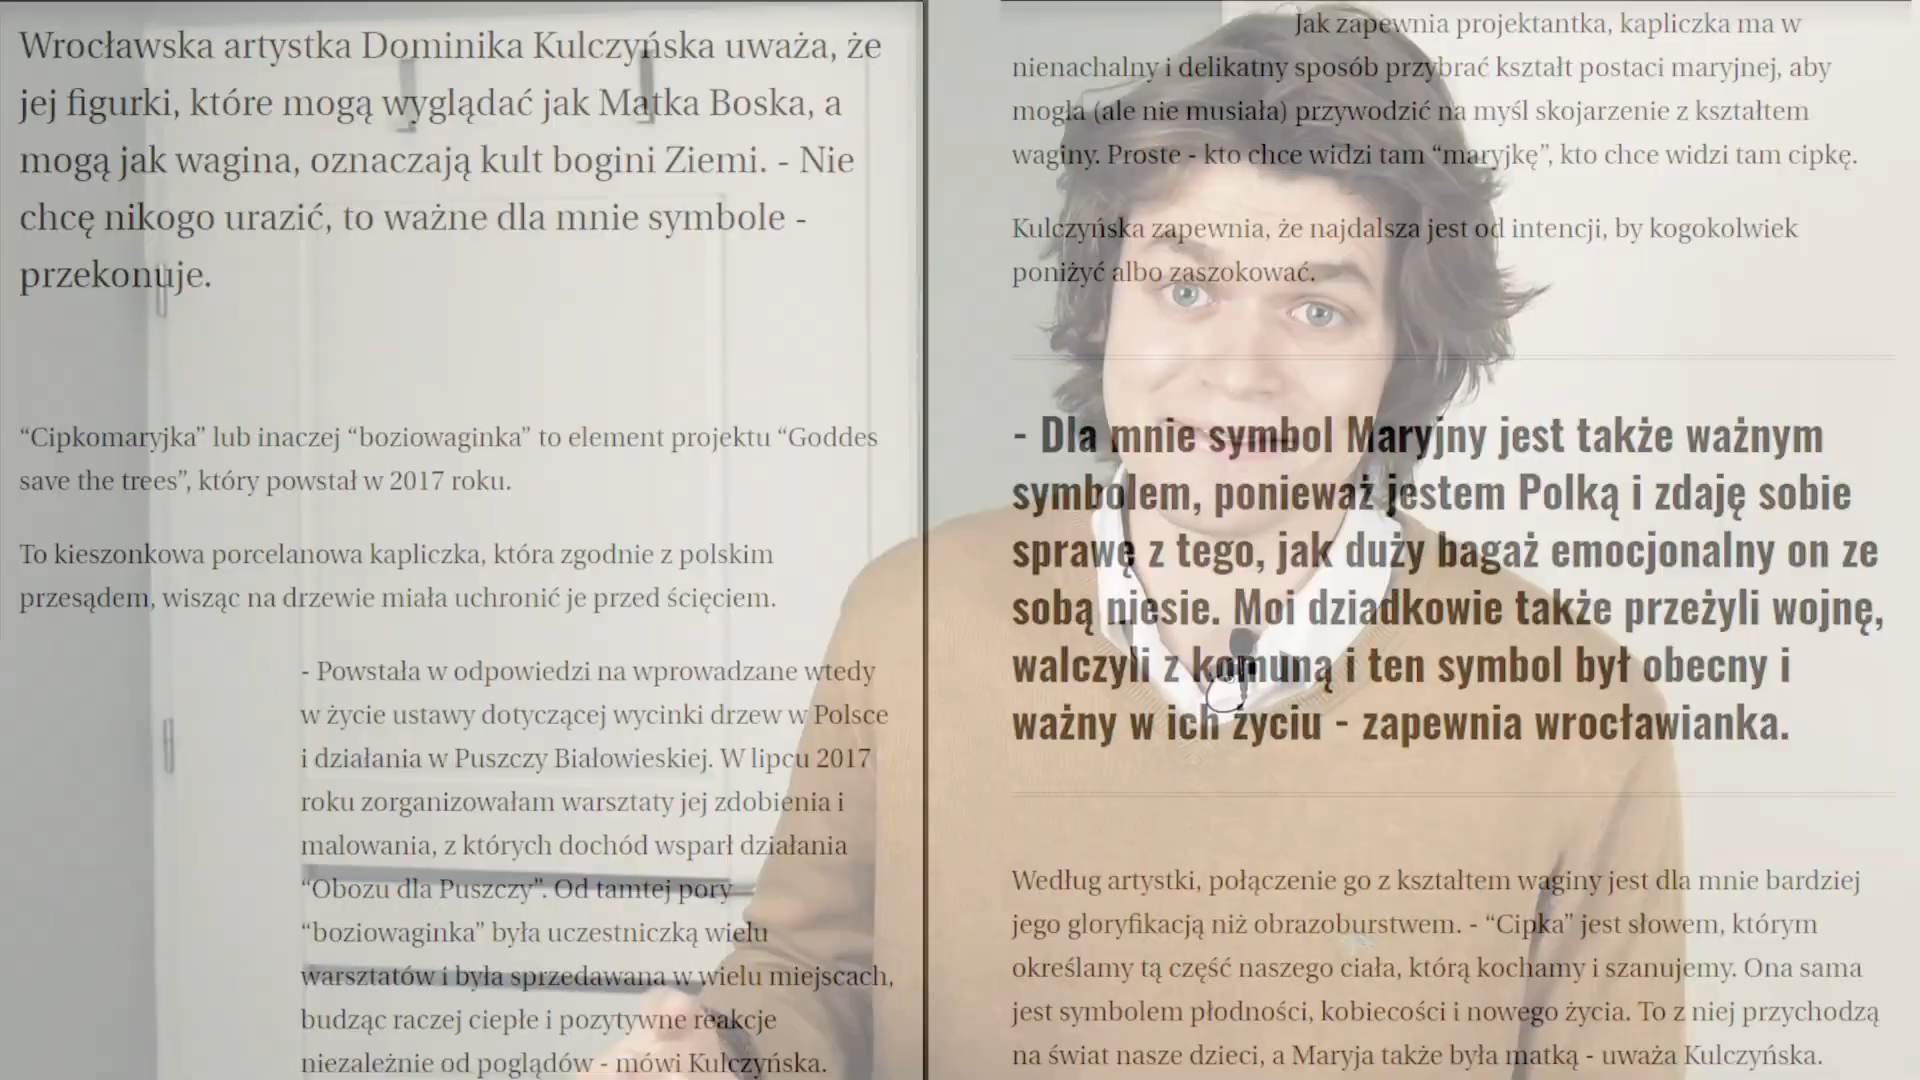 Wrocławska artystka Dominika Kulczyńska uważa, że
jej figurki, które mogą wyglądać jak Matka Boska, a
mogą jak wagina, oznaczają kult bogini Ziemi. - Nie
chcę nikogo urazić, to ważne dla mnie symbole -
przekonuje.
“Cipkomaryjka” lub inaczej “boziowaginka” to element projektu “Goddes
save the trees”, który powstał w 2017 roku.
To kieszonkowa porcelanowa kapliczka, która zgodnie z polskim
przesądem, wisząc na drzewie miała uchronić je przed ścięciem.
- Powstała w odpowiedzi na wprowadzane wtedy
w życie ustawy dotyczącej wycinki drzew w Polsce
i działania w Puszczy Białowieskiej. W lipcu 2017
roku zorganizowałam warsztaty jej zdobienia i
malowania, z których dochód wsparł działania
“Obozu dla Puszczy”. Od tamtej pory
“boziowaginka” była uczestniczką wielu
warsztatów i była sprzedawana w wielu miejscach,
budząc raczej ciepłe i pozytywne reakcje
niezależnie od poglądów - mówi Kulczyńska.
Jak zapewnia projektantka, kapliczka ma w
nienachalny i delikatny sposób przybrać kształt postaci maryjnej, aby
mogła (ale nie musiała) przywodzić na myśl skojarzenie z kształtem
waginy. Proste - kto chce widzi tam “maryjkę”, kto chce widzi tam cipkę.
Kulczyńska zapewnia, że najdalsza jest od intencji, by kogokolwiek
poniżyć albo zaszokować.
- Dla mnie symbol Maryjny jest także ważnym
symbolem, ponieważ jestem Polką i zdaję sobie
sprawę z tego, jak duży bagaż emocjonalny on ze
sobą niesie. Moi dziadkowie także przeżyli wojnę,
walczyli z komuną i ten symbol był obecny i
ważny w ich życiu - zapewnia wrocławianka.
Według artystki, połączenie go z kształtem waginy jest dla mnie bardziej
jego gloryfikacją niż obrazoburstwem. - “Cipka” jest słowem, którym
określamy tą część naszego ciała, którą kochamy i szanujemy. Ona sama
jest symbolem płodności, kobiecości i nowego życia. To z niej przychodzą
na świat nasze dzieci, a Maryja także była matką - uważa Kulczyńska.